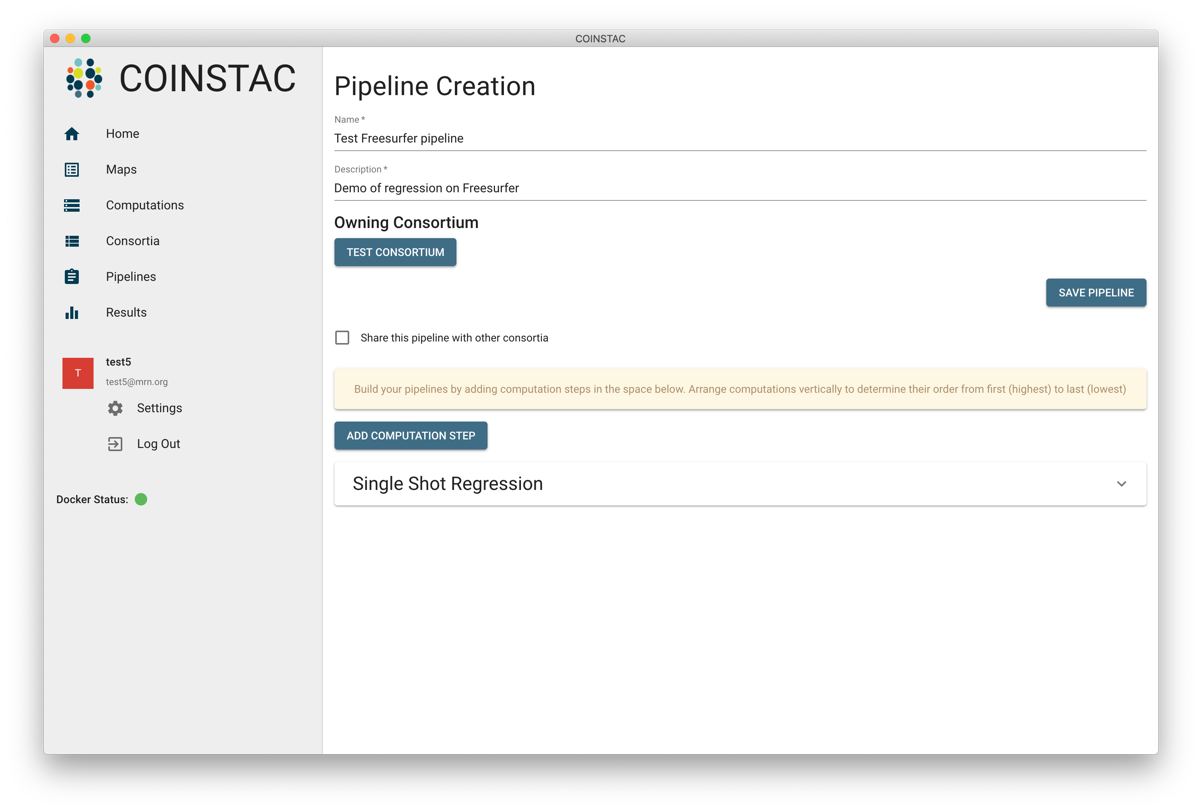 COINSTAC
COINSTAC
Home
Maps
Computations
Consortia
Pipelines
Results
T
test5
test5@mrn.org
Settings
Log Out
Docker Status:
Pipeline Creation
Name *
Test Freesurfer pipeline
Description *
Demo of regression on Freesurfer
Owning Consortium
TEST CONSORTIUM
SAVE PIPELINE
Share this pipeline with other consortia
Build your pipelines by adding computation steps in the space below. Arrange computations vertically to determine their order from first (highest) to last (lowest)
ADD COMPUTATION STEP
Single Shot Regression